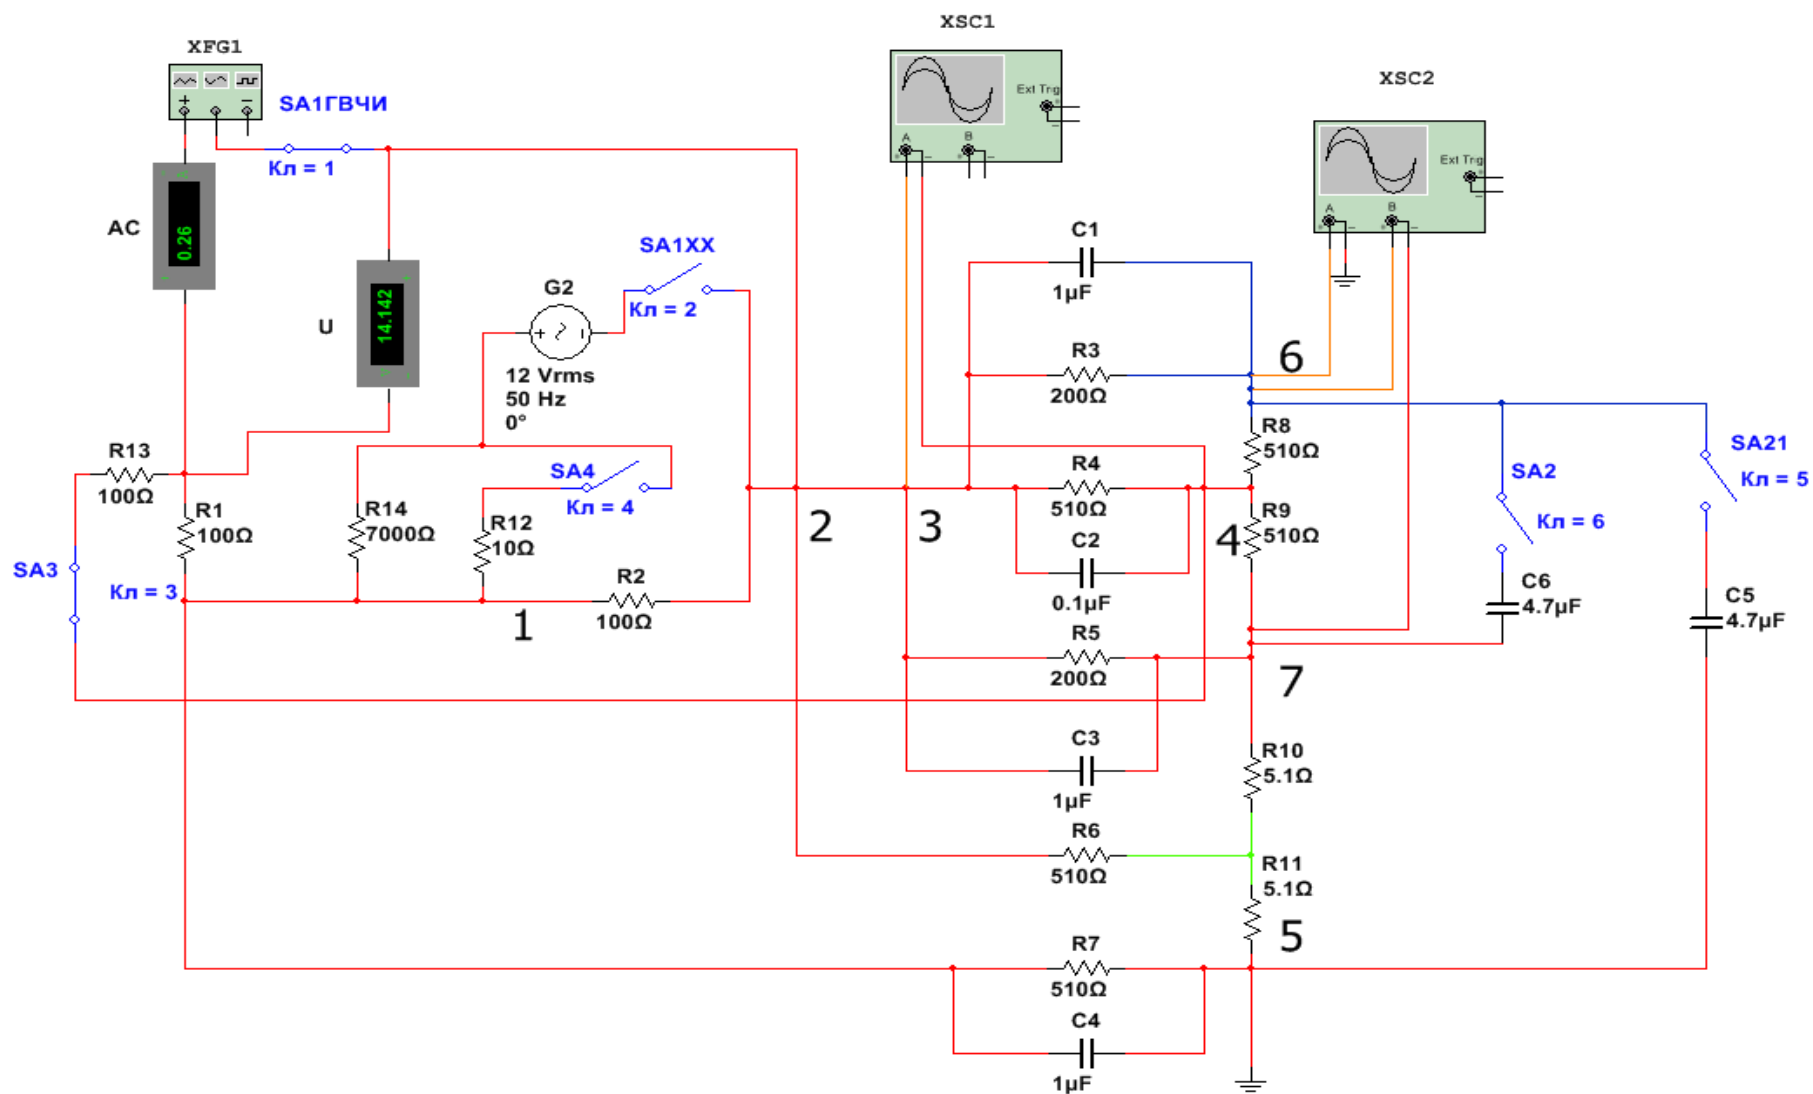 XSC1
XFG1
XSC2
SA1ГВЧИ
Ext Trig
A
B
Кл = 1
Ext Trig
A
B
AC
0.26
SA1XX
C1
1µF
G2
Кл = 2
U
14.142
12 Vrms
50 Hz
0°
R3
200Ω
6
R8
510Ω
R13
100Ω
SA4
Кл = 4
R4
510Ω
SA21
Кл = 5
SA2
R1
100Ω
R14
7000Ω
R12
10Ω
2
3
4
R9
510Ω
Кл = 6
C2
0.1µF
SA3
Кл = 3
R2
100Ω
1
C6
4.7µF
C5
4.7µF
R5
200Ω
7
C3
1µF
R10
5.1Ω
R6
510Ω
R11
5.1Ω
5
R7
510Ω
C4
1µF